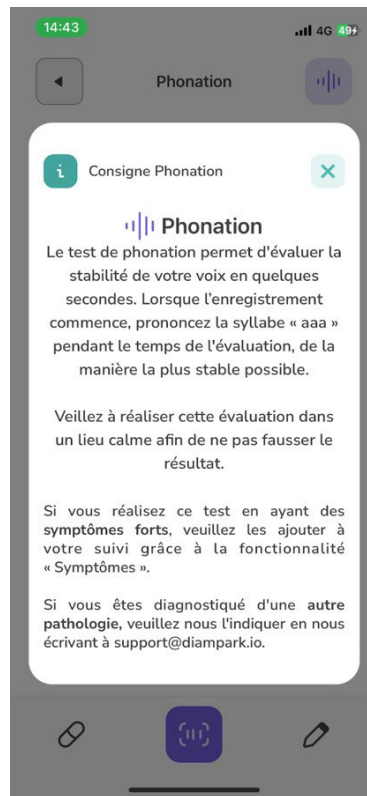 14:43
4G 49
Phonation
i Consigne Phonation
Phonation
Le test de phonation permet d'évaluer la
stabilité de votre voix en quelques
secondes. Lorsque l'enregistrement
commence, prononcez la syllabe « aaa »
pendant le temps de l'évaluation, de la
manière la plus stable possible.
Veillez à réaliser cette évaluation dans
un lieu calme afin de ne pas fausser le
résultat.
Si vous réalisez ce test en ayant des
symptômes forts, veuillez les ajouter à
votre suivi grâce à la fonctionnalité
« Symptômes ».
Si vous êtes diagnostiqué d'une autre
pathologie, veuillez nous l'indiquer en nous
écrivant à support@diampark.io.